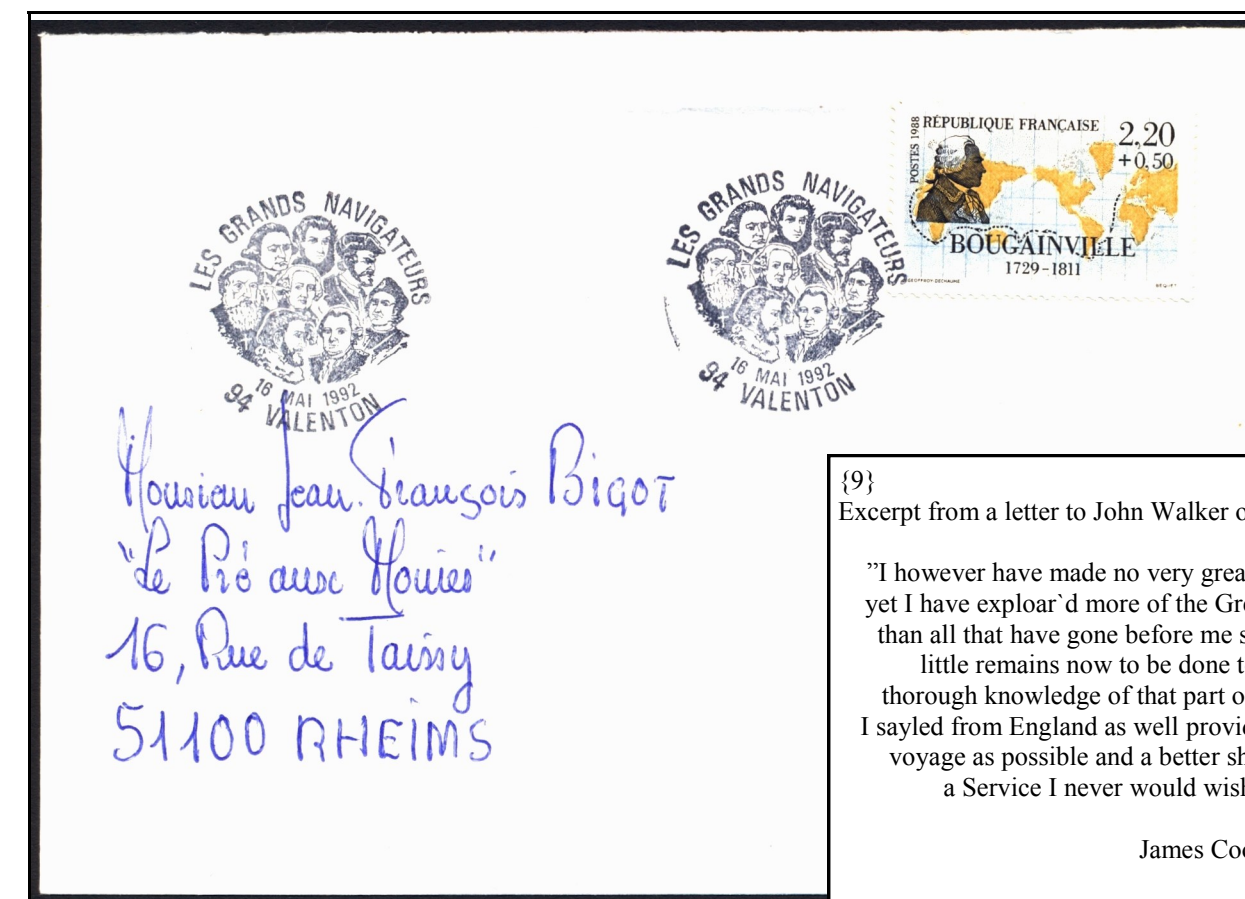 LES GRANDS NAVIGATEURS
16 MAI 1992
94 VALENTON
LES GRANDS NAVIGATEURS
16 MAI 1992
94 VALENTON
POSTES 1988
RÉPUBLIQUE FRANÇAISE
2,20
+0,50
BOUGAINVILLE
1729-1811
GEOFFROY-DECHAUME
Monsieur Jean-François BIGOT
"Le Pré aux Moines"
16, Rue de Taissy
51100 RHEIMS
{9}
Excerpt from a letter to John Walker o
”I however have made no very grea
yet I have exploar`d more of the Gre
than all that have gone before me s
little remains now to be done t
thorough knowledge of that part o
I sayled from England as well provid
voyage as possible and a better sh
a Service I never would wish
James Coo